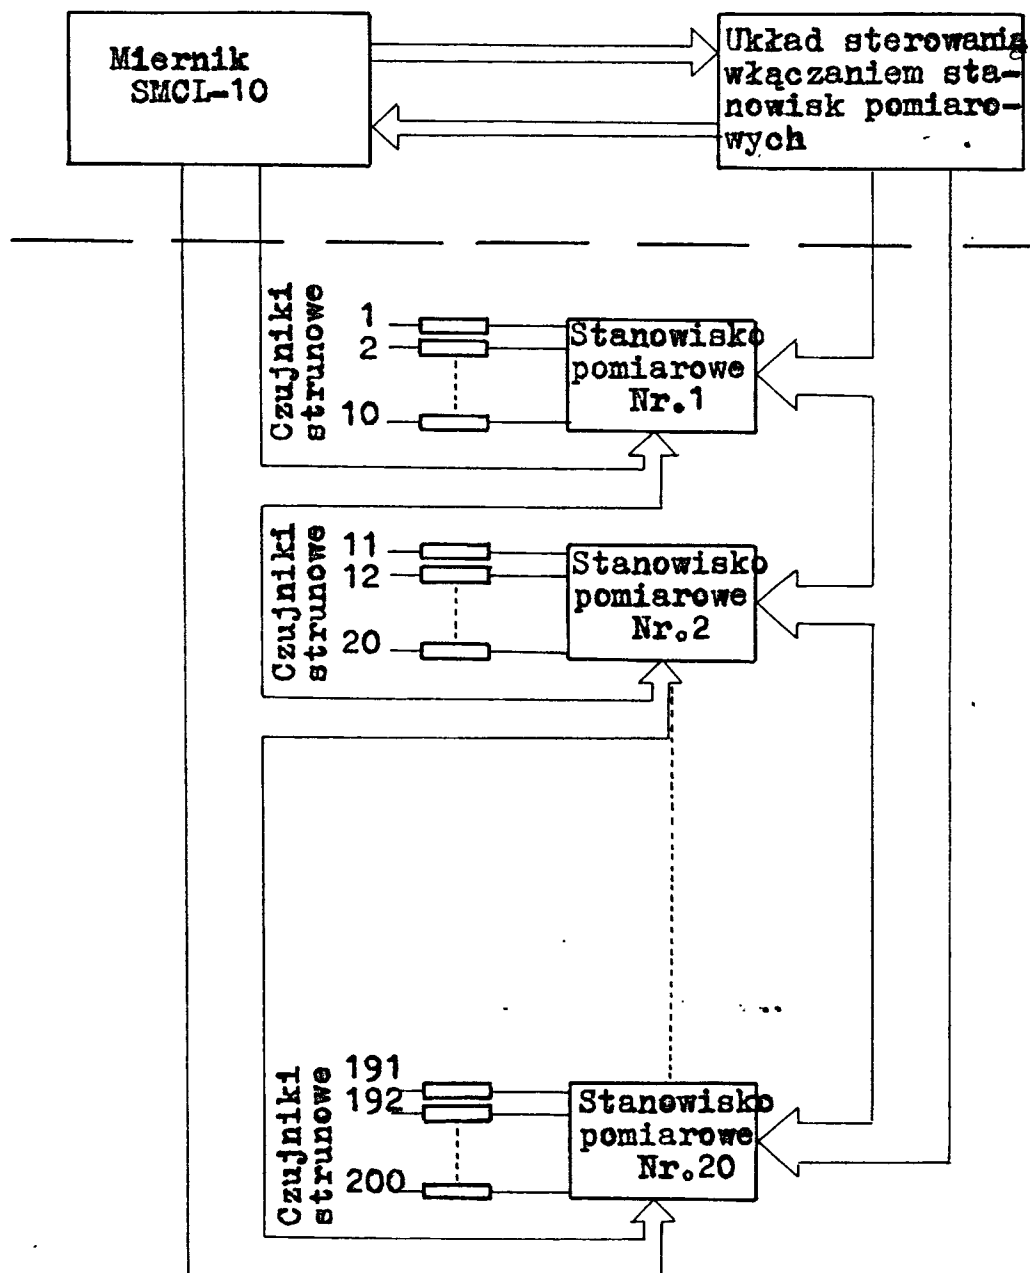 Miernik
SMCL-10
Układ sterowania
włączaniem sta-
nowisk pomiaro-
wych
Czujniki
strunowe
1
2
10
Stanowisko
pomiarowe
Nr.1
Czujniki
strunowe
11
12
20
Stanowisko
pomiarowe
Nr.2
Czujniki
strunowe
191
192
200
Stanowisko
pomiarowe
Nr.20